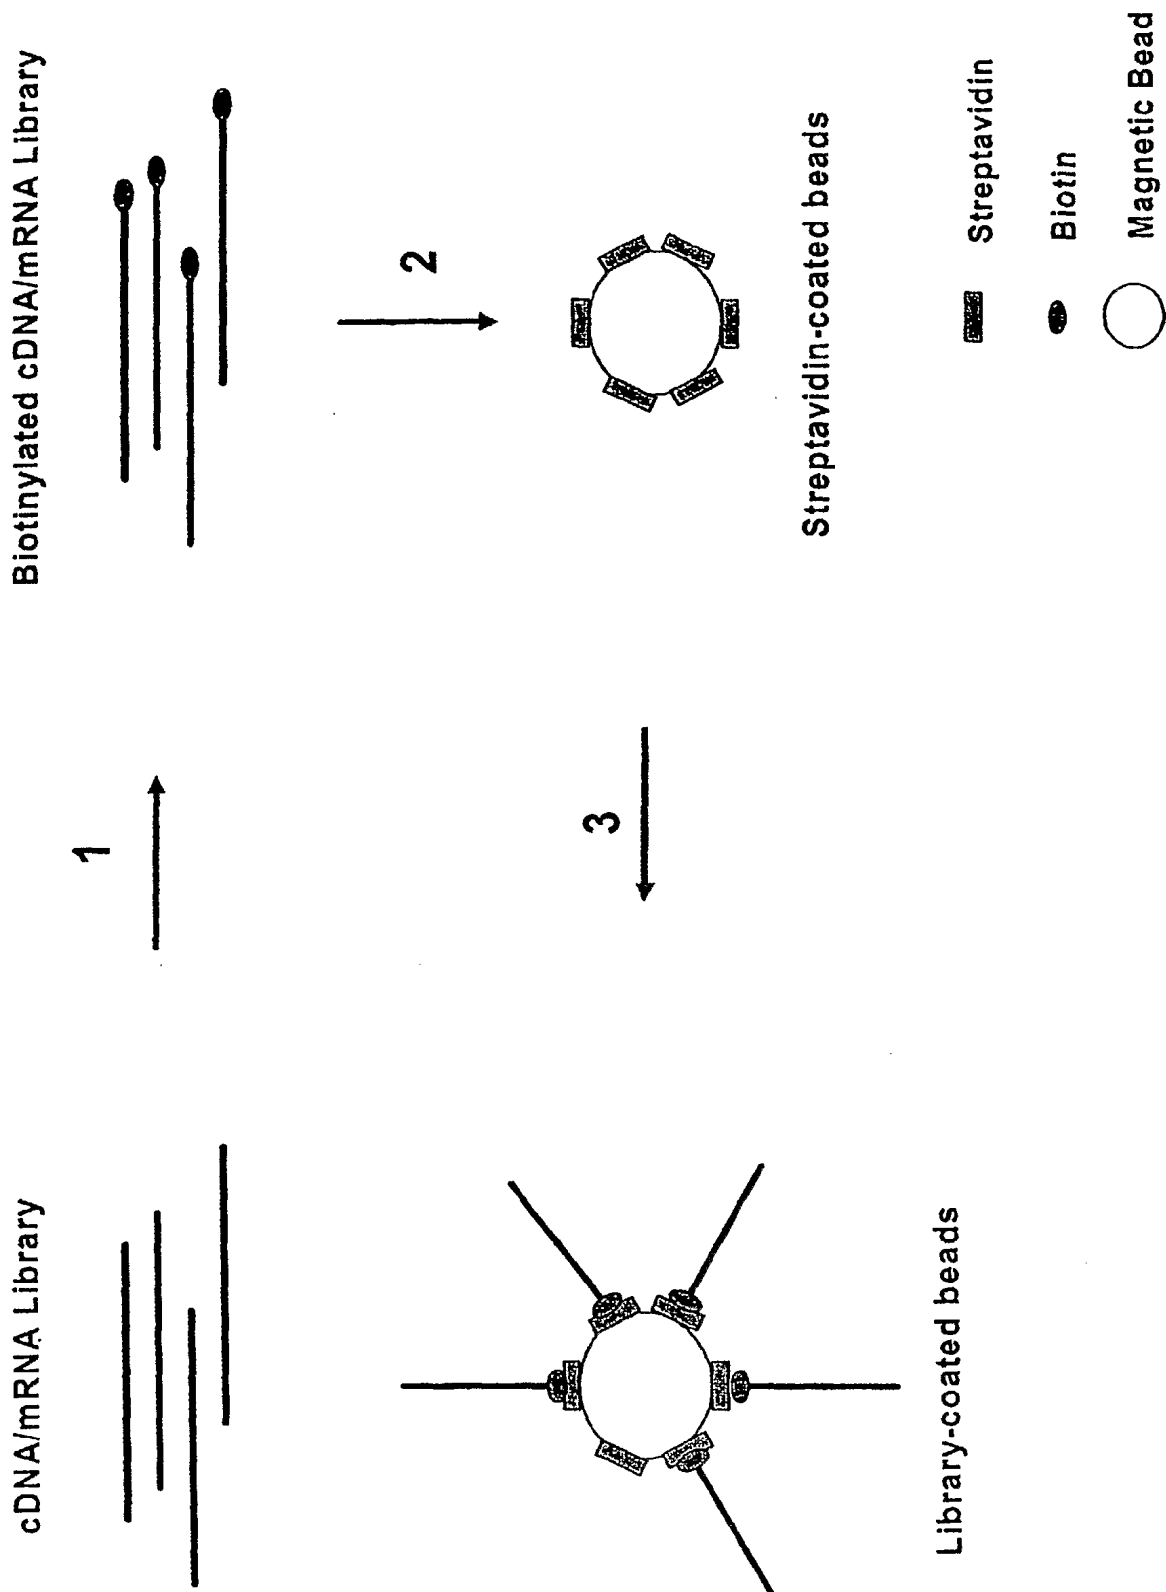 cDNA/mRNA Library
1
Biotinylated cDNA/mRNA Library
2
3
Library-coated beads
Streptavidin-coated beads
Streptavidin
Biotin
Magnetic Bead